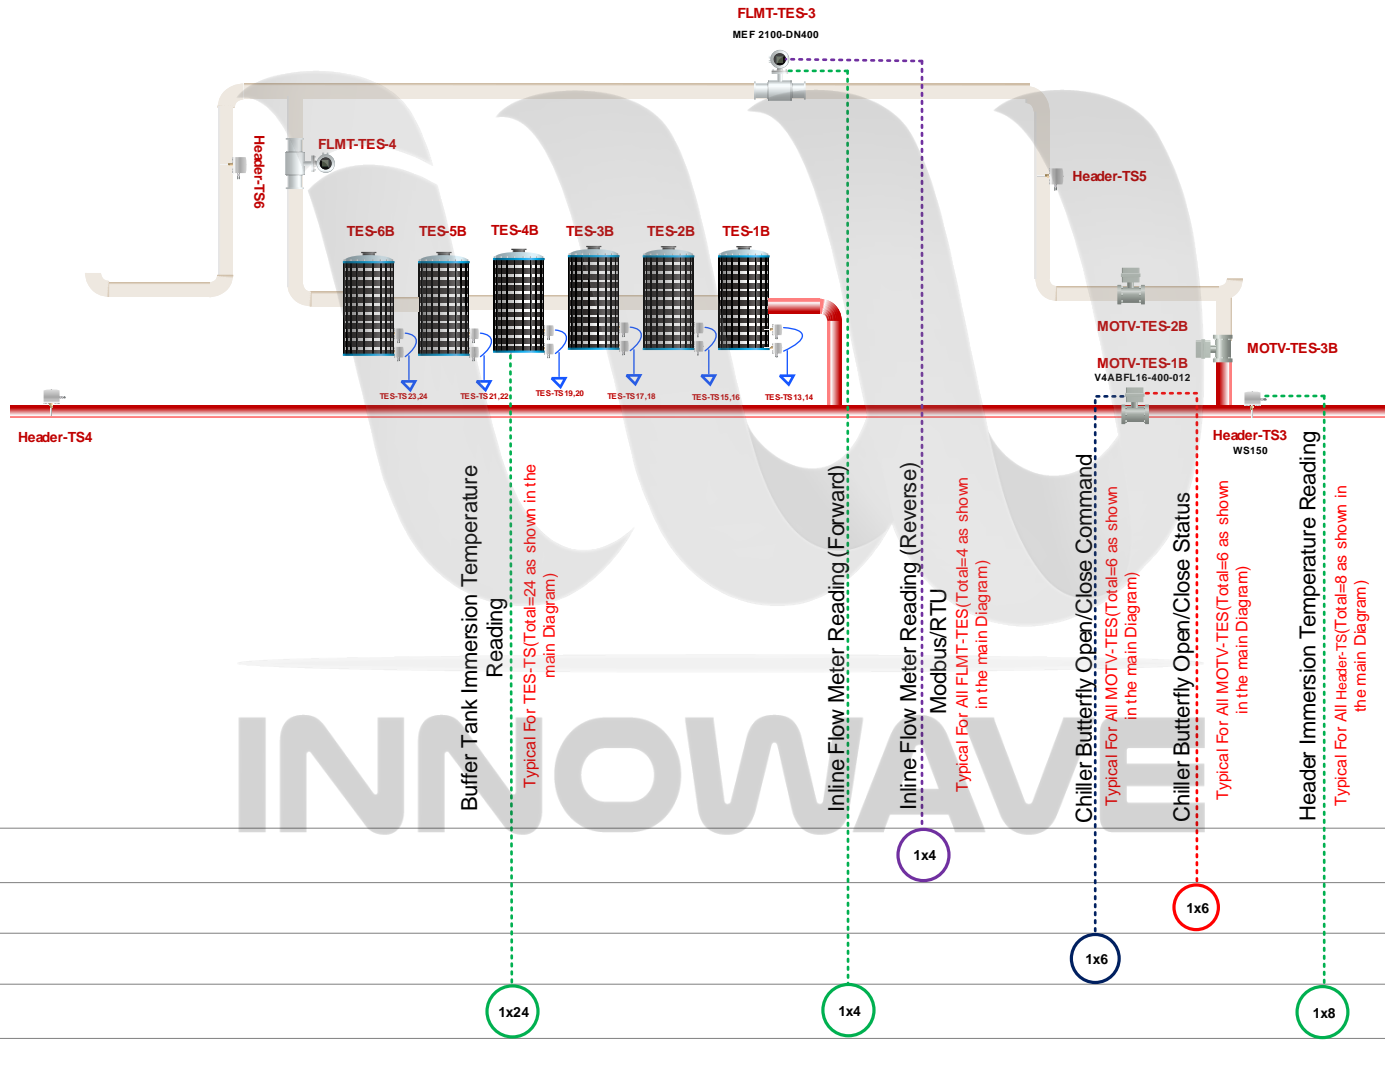 FLMT-TES-3
MEF 2100-DN400
Header-TS6
FLMT-TES-4
Header-TS5
TES-6B
TES-5B
TES-4B
TES-3B
TES-2B
TES-1B
MOTV-TES-2B
MOTV-TES-3B
MOTV-TES-1B
V4ABFL16-400-012
TES-TS23,24
TES-TS21,22
TES-TS19,20
TES-TS17,18
TES-TS15,16
TES-TS13,14
Header-TS4
Header-TS3
WS150
Buffer Tank Immersion Temperature
Reading
Typical For TES-TS(Total=24 as shown in the
main Diagram)
Inline Flow Meter Reading (Forward)
Inline Flow Meter Reading (Reverse)
Modbus/RTU
Typical For All FLMT-TES(Total=4 as shown
in the main Diagram)
Chiller Butterfly Open/Close Command
Typical For All MOTV-TES(Total=6 as shown
in the main Diagram)
Chiller Butterfly Open/Close Status
Typical For All MOTV-TES(Total=6 as shown
in the main Diagram)
Header Immersion Temperature Reading
Typical For All Header-TS(Total=8 as shown in
the main Diagram)
INNOWAVE
1x4
1x6
1x6
1x24
1x4
1x8